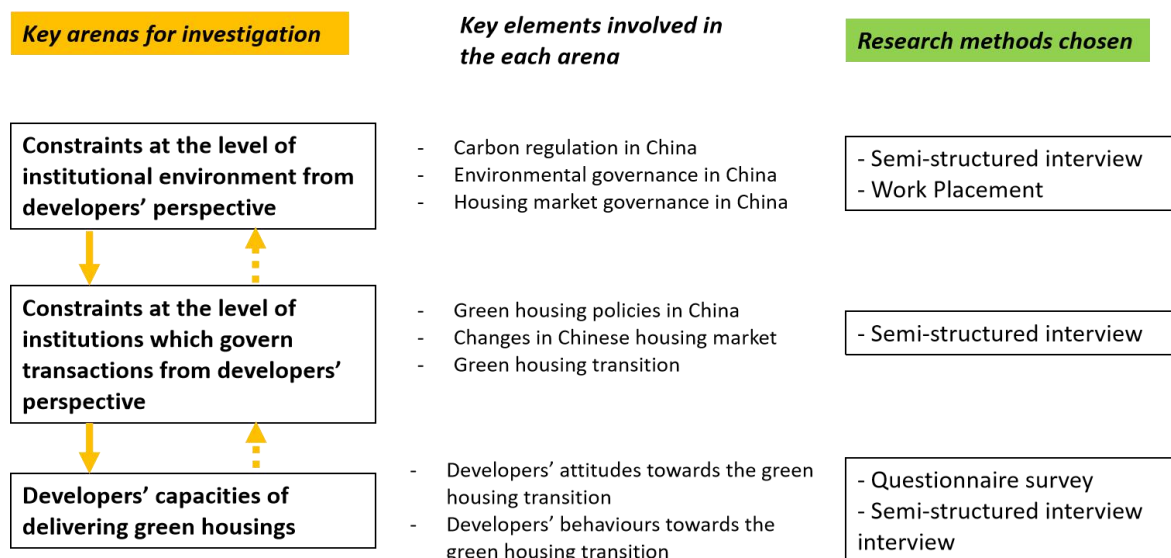 Key arenas for investigation
Key elements involved in
the each arena
Research methods chosen
Constraints at the level of
institutional environment from
developers’ perspective
- Carbon regulation in China
- Environmental governance in China
- Housing market governance in China
- Semi-structured interview
- Work Placement
Constraints at the level of
institutions which govern
transactions from developers’
perspective
- Green housing policies in China
- Changes in Chinese housing market
- Green housing transition
- Semi-structured interview
Developers’ capacities of
delivering green housings
- Developers’ attitudes towards the green
housing transition
- Developers’ behaviours towards the
green housing transition
- Questionnaire survey
- Semi-structured interview
interview